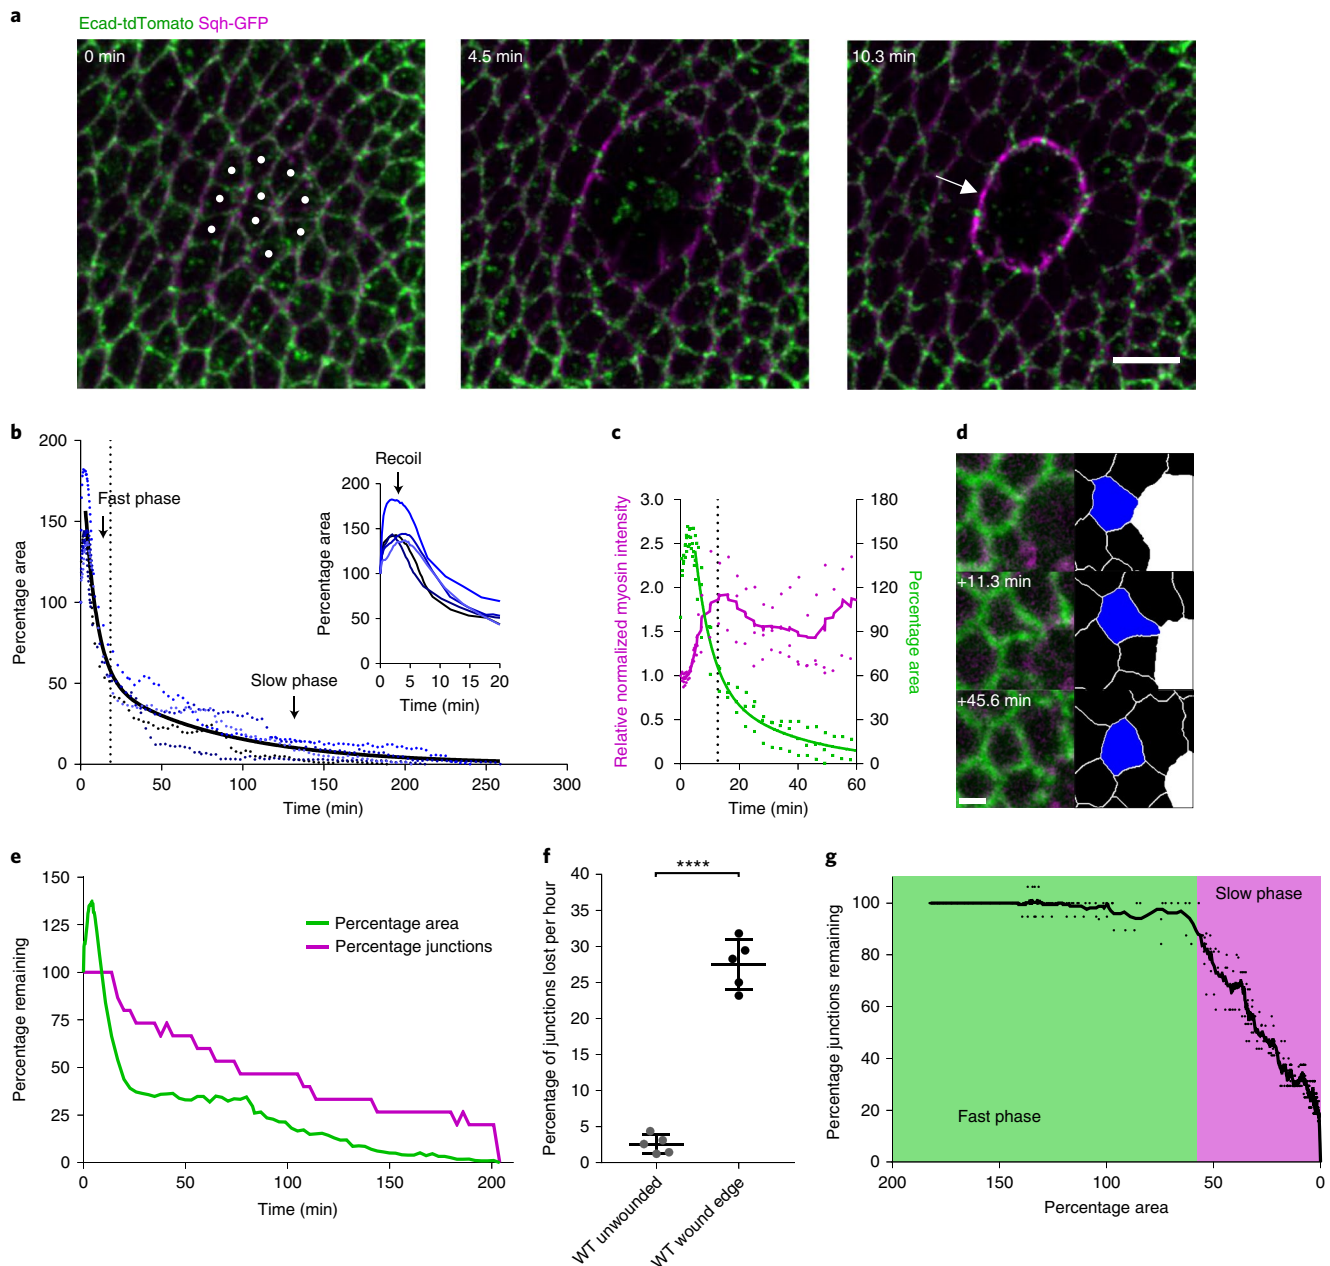 a
Ecad-tdTomato Sqh-GFP
0 min
4.5 min
10.3 min
b
200
150
100
50
0
Percentage area
0 50 100 150 200 250 300
Time (min)
Fast phase
Slow phase
Recoil
200
150
100
50
0
Percentage area
0 5 10 15 20
Time (min)
c
3.0
2.5
2.0
1.5
1.0
0.5
0
Relative normalized myosin intensity
180
150
120
90
60
30
0
Percentage area
0 20 40 60
Time (min)
d
+11.3 min
+45.6 min
e
150
125
100
75
50
25
0
Percentage remaining
Percentage area
Percentage junctions
0 50 100 150 200
Time (min)
f
40
35
30
25
20
15
10
5
0
Percentage of junctions lost per hour
****
WT unwounded
WT wound edge
g
100
80
60
40
20
0
Percentage junctions remaining
Slow phase
Fast phase
200 150 100 50 0
Percentage area